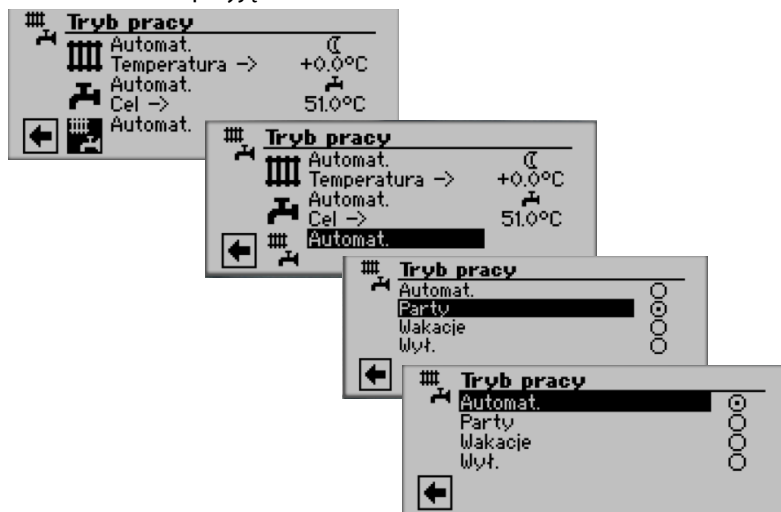 Tryb pracy
Automat.
Temperatura -> +0.0°C
Automat.
Cel -> 51.0°C
Automat.
Tryb pracy
Automat.
Temperatura -> +0.0°C
Automat.
Cel -> 51.0°C
Automat.
Tryb pracy
Automat.
Party
Wakacje
Wył.
Tryb pracy
Automat.
Party
Wakacje
Wył.